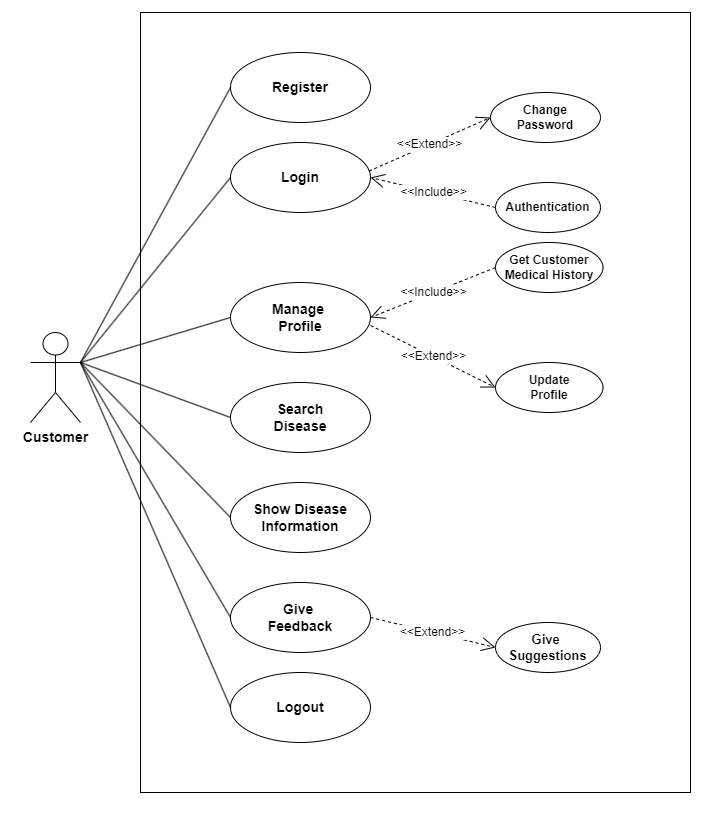 Register
Change
Password
<<Extend>>
Login
<<Include>>
Authentication
Get Customer
Medical History
<<Include>>
Manage
Profile
<<Extend>>
Update
Profile
Search
Disease
Customer
Show Disease
Information
Give
Feedback
<<Extend>>
Give
Suggestions
Logout